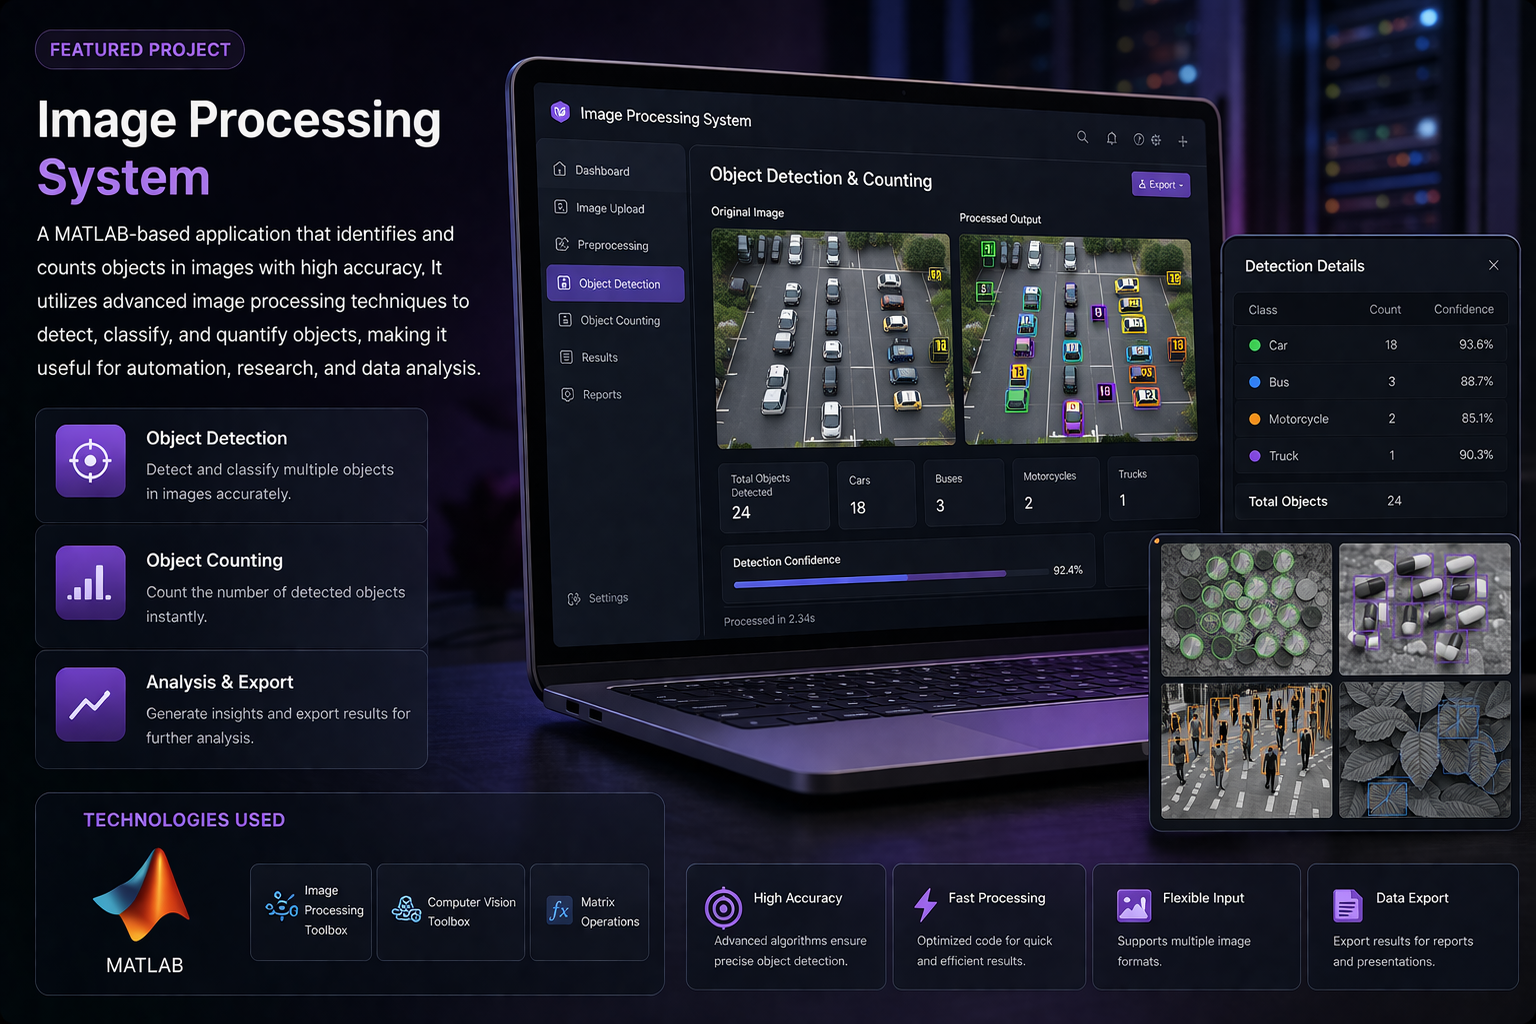 FEATURED PROJECT
Image Processing
System
A MATLAB-based application that identifies and
counts objects in images with high accuracy. It
utilizes advanced image processing techniques to
detect, classify, and quantify objects, making it
useful for automation, research, and data analysis.
Object Detection
Detect and classify multiple objects
in images accurately.
Object Counting
Count the number of detected objects
instantly.
Analysis & Export
Generate insights and export results for
further analysis.
Image Processing System
Dashboard
Image Upload
Preprocessing
Object Detection
Object Counting
Results
Reports
Settings
Object Detection & Counting
Export
Original Image
Processed Output
Total Objects
Detected
24
Cars
18
Buses
3
Motorcycles
2
Trucks
1
Detection Confidence
92.4%
Processed in 2.34s
Detection Details
Class Count Confidence
Car 18 93.6%
Bus 3 88.7%
Motorcycle 2 85.1%
Truck 1 90.3%
Total Objects 24
TECHNOLOGIES USED
MATLAB
Image
Processing
Toolbox
Computer Vision
Toolbox
fx
Matrix
Operations
High Accuracy
Advanced algorithms ensure
precise object detection.
Fast Processing
Optimized code for quick
and efficient results.
Flexible Input
Supports multiple image
formats.
Data Export
Export results for reports
and presentations.